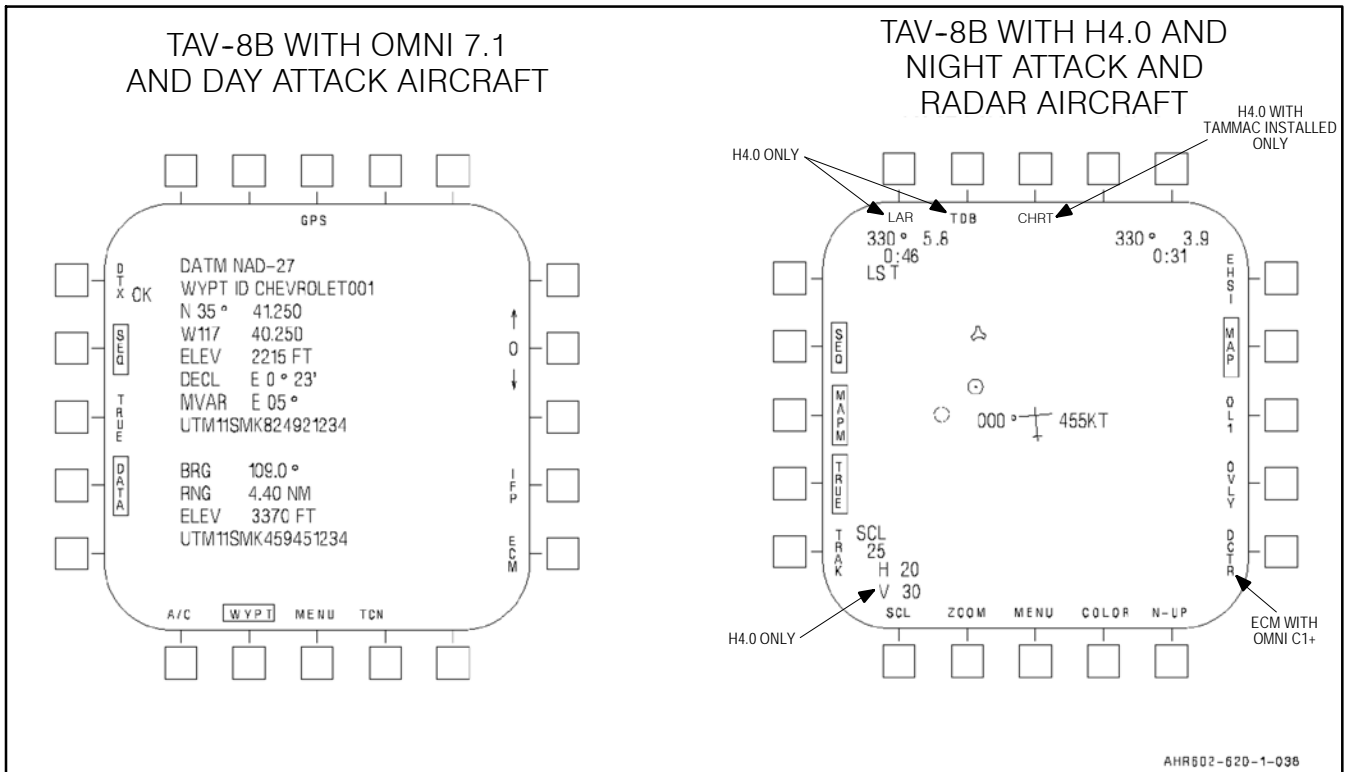 TAV-8B WITH OMNI 7.1
AND DAY ATTACK AIRCRAFT
GPS
DTX OK
SEQ
TRUE
DATA
DATM NAD-27
WYPT ID CHEVROLET001
N 35° 41.250
W117 40.250
ELEV 2215 FT
DECL E 0° 23'
MVAR E 05°
UTM11SMK824921234
BRG 109.0°
RNG 4.40 NM
ELEV 3370 FT
UTM11SMK459451234
0
IFP
ECM
A/C WYPT MENU TCN
TAV-8B WITH H4.0 AND
NIGHT ATTACK AND
RADAR AIRCRAFT
H4.0 WITH
TAMMAC INSTALLED
ONLY
H4.0 ONLY
LAR TDB CHRT
330° 5.8
0:46
LST
330° 3.9
0:31
SEQ
MAPM
TRUE
TRAK
000° 455KT
EHSI
MAP
OL1
OVLY
DCTR
SCL
25
H 20
V 30
SCL ZOOM MENU COLOR N-UP
H4.0 ONLY
ECM WITH
OMNI C1+
AHR602-620-1-036